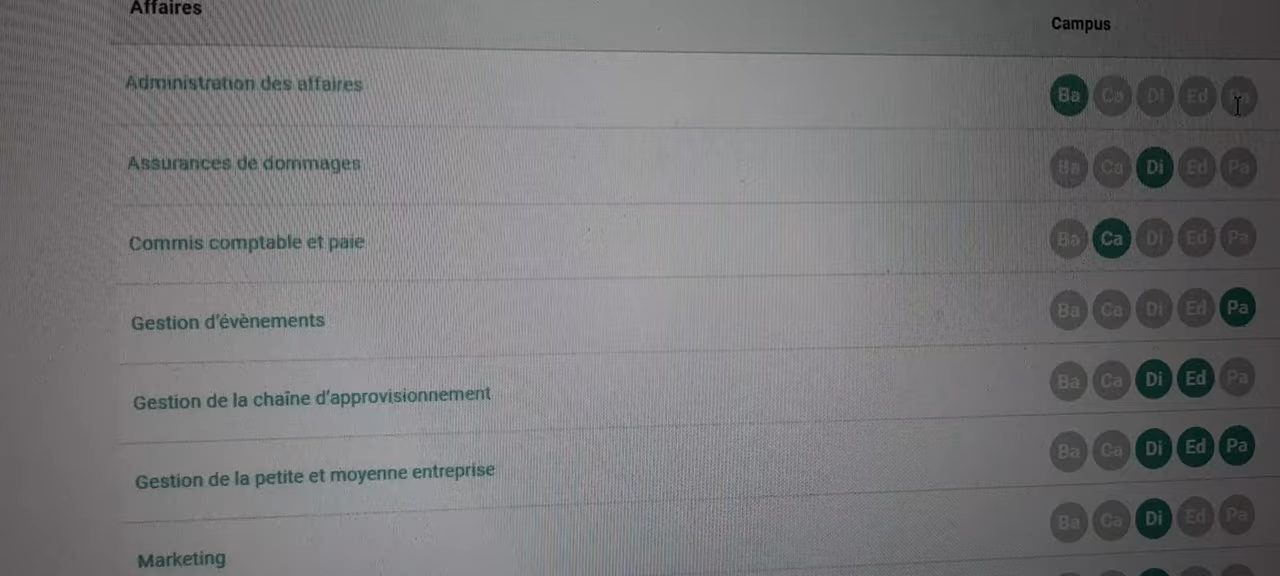 Affaires
Campus
Administration des affaires Ba Ca Di Ed
Assurances de dommages Ba Ca Di Ed Pa
Commis comptable et paie Ba Ca Di Ed Pa
Gestion d'évènements Ba Ca Di Ed Pa
Gestion de la chaîne d'approvisionnement Ba Ca Di Ed Pa
Gestion de la petite et moyenne entreprise Ba Ca Di Ed Pa
Marketing Ba Ca Di Ed Pa